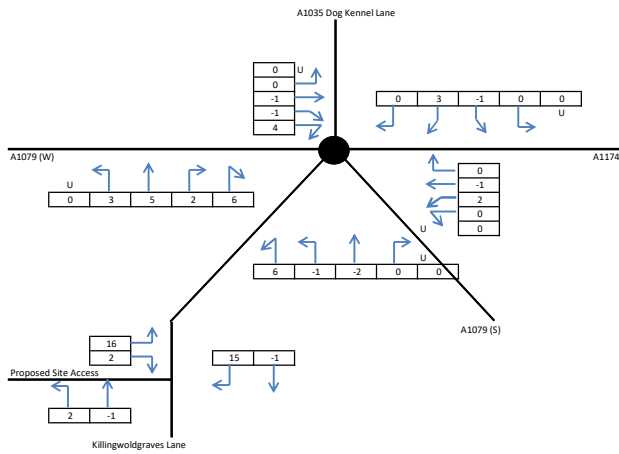 A1035 Dog Kennel Lane
0 U
0
-1
-1
4
0 3 -1 0 0
U
A1079 (W)
A1174
U
0 3 5 2 6
0
-1
2
0
0
U
U
6 -1 -2 0 0
A1079 (S)
16
2
15 -1
Proposed Site Access
2 -1
Killingwoldgraves Lane